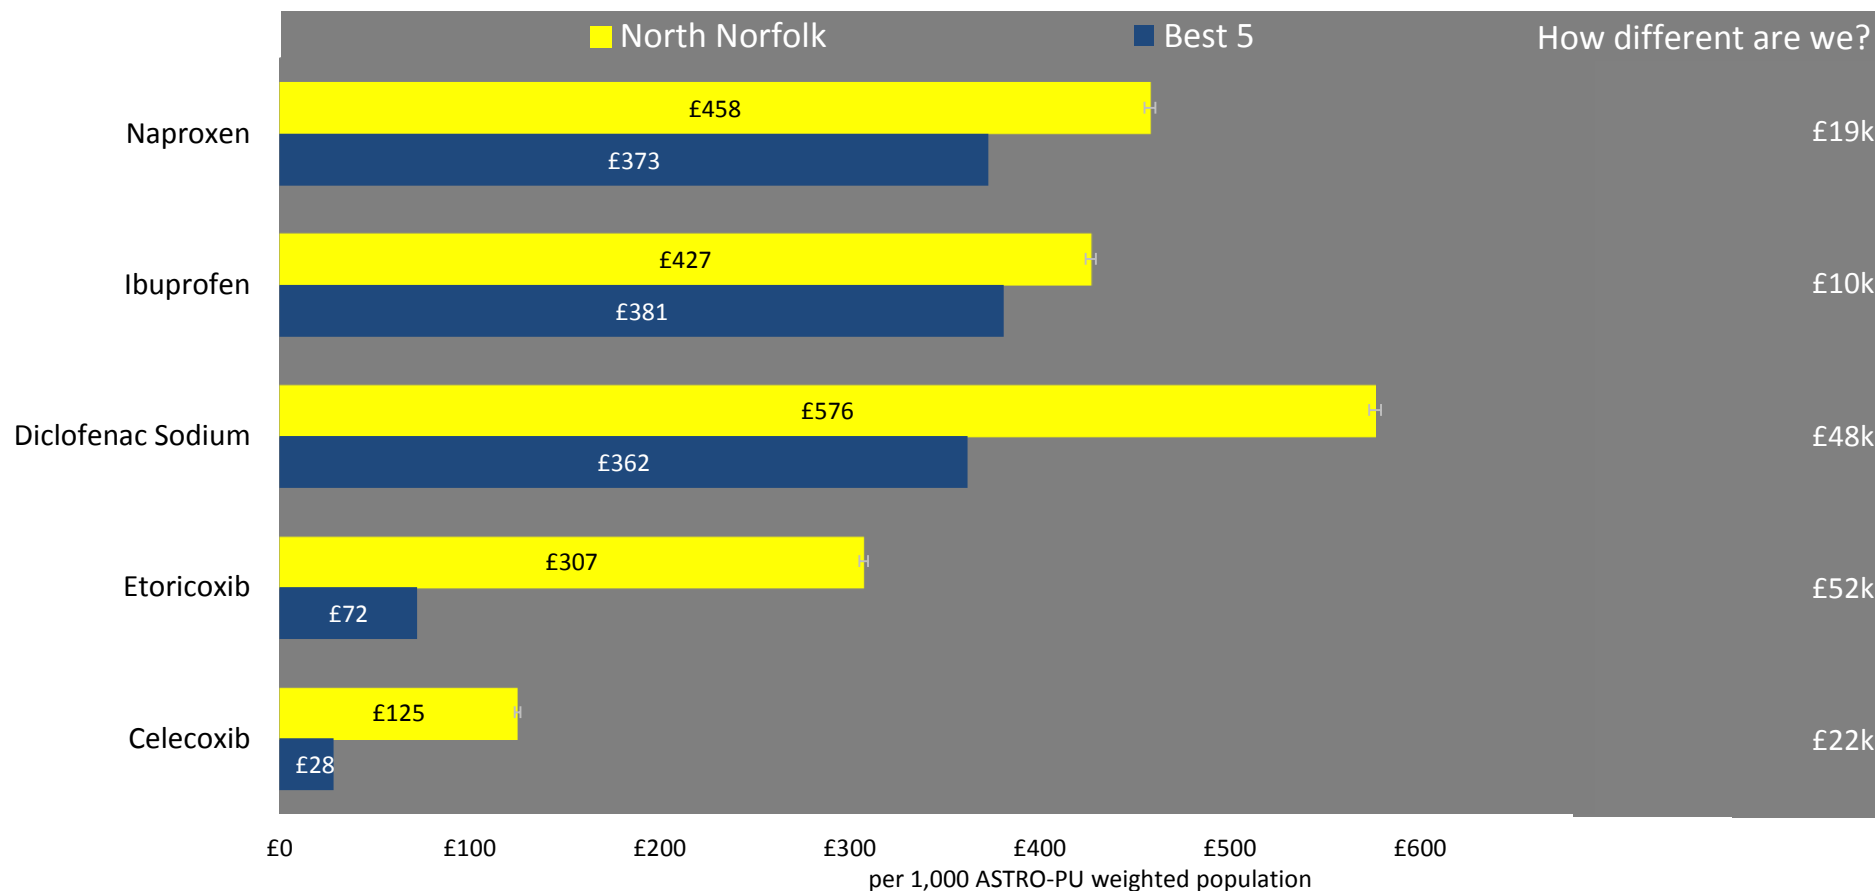 North Norfolk
Best 5
How different are we?
Naproxen
£458
£373
£19k
Ibuprofen
£427
£381
£10k
Diclofenac Sodium
£576
£362
£48k
Etoricoxib
£307
£72
£52k
Celecoxib
£125
£28
£22k
£0 £100 £200 £300 £400 £500 £600
per 1,000 ASTRO-PU weighted population